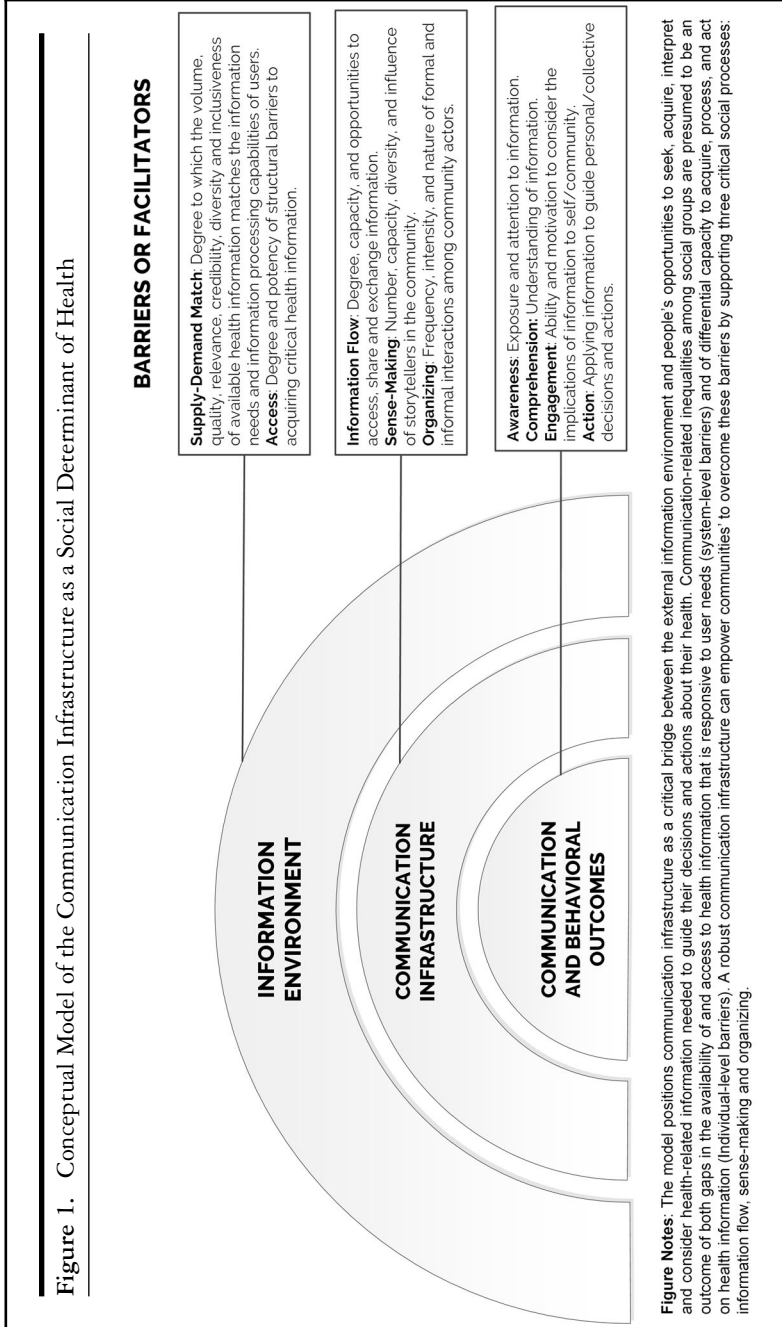 Figure 1. Conceptual Model of the Communication Infrastructure as a Social Determinant of Health
BARRIERS OR FACILITATORS
INFORMATION
ENVIRONMENT
Supply-Demand Match: Degree to which the volume,
quality, relevance, credibility, diversity and inclusiveness
of available health information matches the information
needs and information processing capabilities of users.
Access: Degree and potency of structural barriers to
acquiring critical health information.
COMMUNICATION
INFRASTRUCTURE
Information Flow: Degree, capacity, and opportunities to
access, share and exchange information.
Sense-Making: Number, capacity, diversity, and influence
of storytellers in the community.
Organizing: Frequency, intensity, and nature of formal and
informal interactions among community actors.
COMMUNICATION
AND BEHAVIORAL
OUTCOMES
Awareness: Exposure and attention to information.
Comprehension: Understanding of information.
Engagement: Ability and motivation to consider the
implications of information to self/community.
Action: Applying information to guide personal/collective
decisions and actions.
Figure Notes: The model positions communication infrastructure as a critical bridge between the external information environment and people's opportunities to seek, acquire, interpret
and consider health-related information needed to guide their decisions and actions about their health. Communication-related inequalities among social groups are presumed to be an
outcome of both gaps in the availability of and access to health information that is responsive to user needs (system-level barriers) and of differential capacity to acquire, process, and act
on health information (Individual-level barriers). A robust communication infrastructure can empower communities' to overcome these barriers by supporting three critical social processes:
information flow, sense-making and organizing.